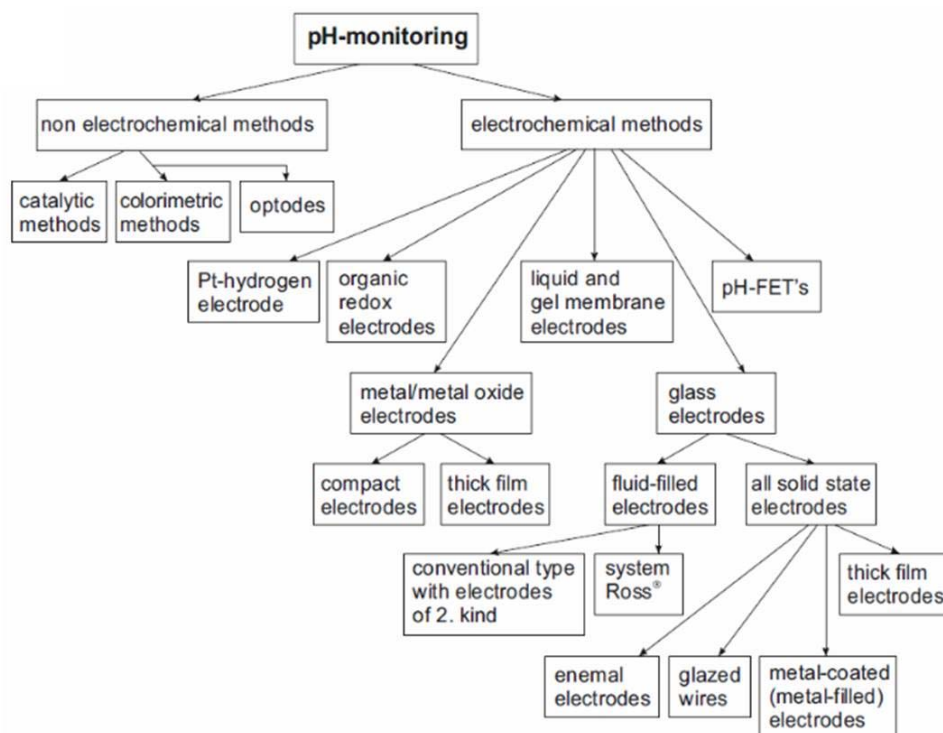 pH-monitoring
non electrochemical methods
electrochemical methods
catalytic
methods
colorimetric
methods
optodes
Pt-hydrogen
electrode
organic
redox
electrodes
liquid and
gel membrane
electrodes
pH-FET's
metal/metal oxide
electrodes
glass
electrodes
compact
electrodes
thick film
electrodes
fluid-filled
electrodes
all solid state
electrodes
conventional type
with electrodes
of 2. kind
system
Ross®
thick film
electrodes
enemal
electrodes
glazed
wires
metal-coated
(metal-filled)
electrodes